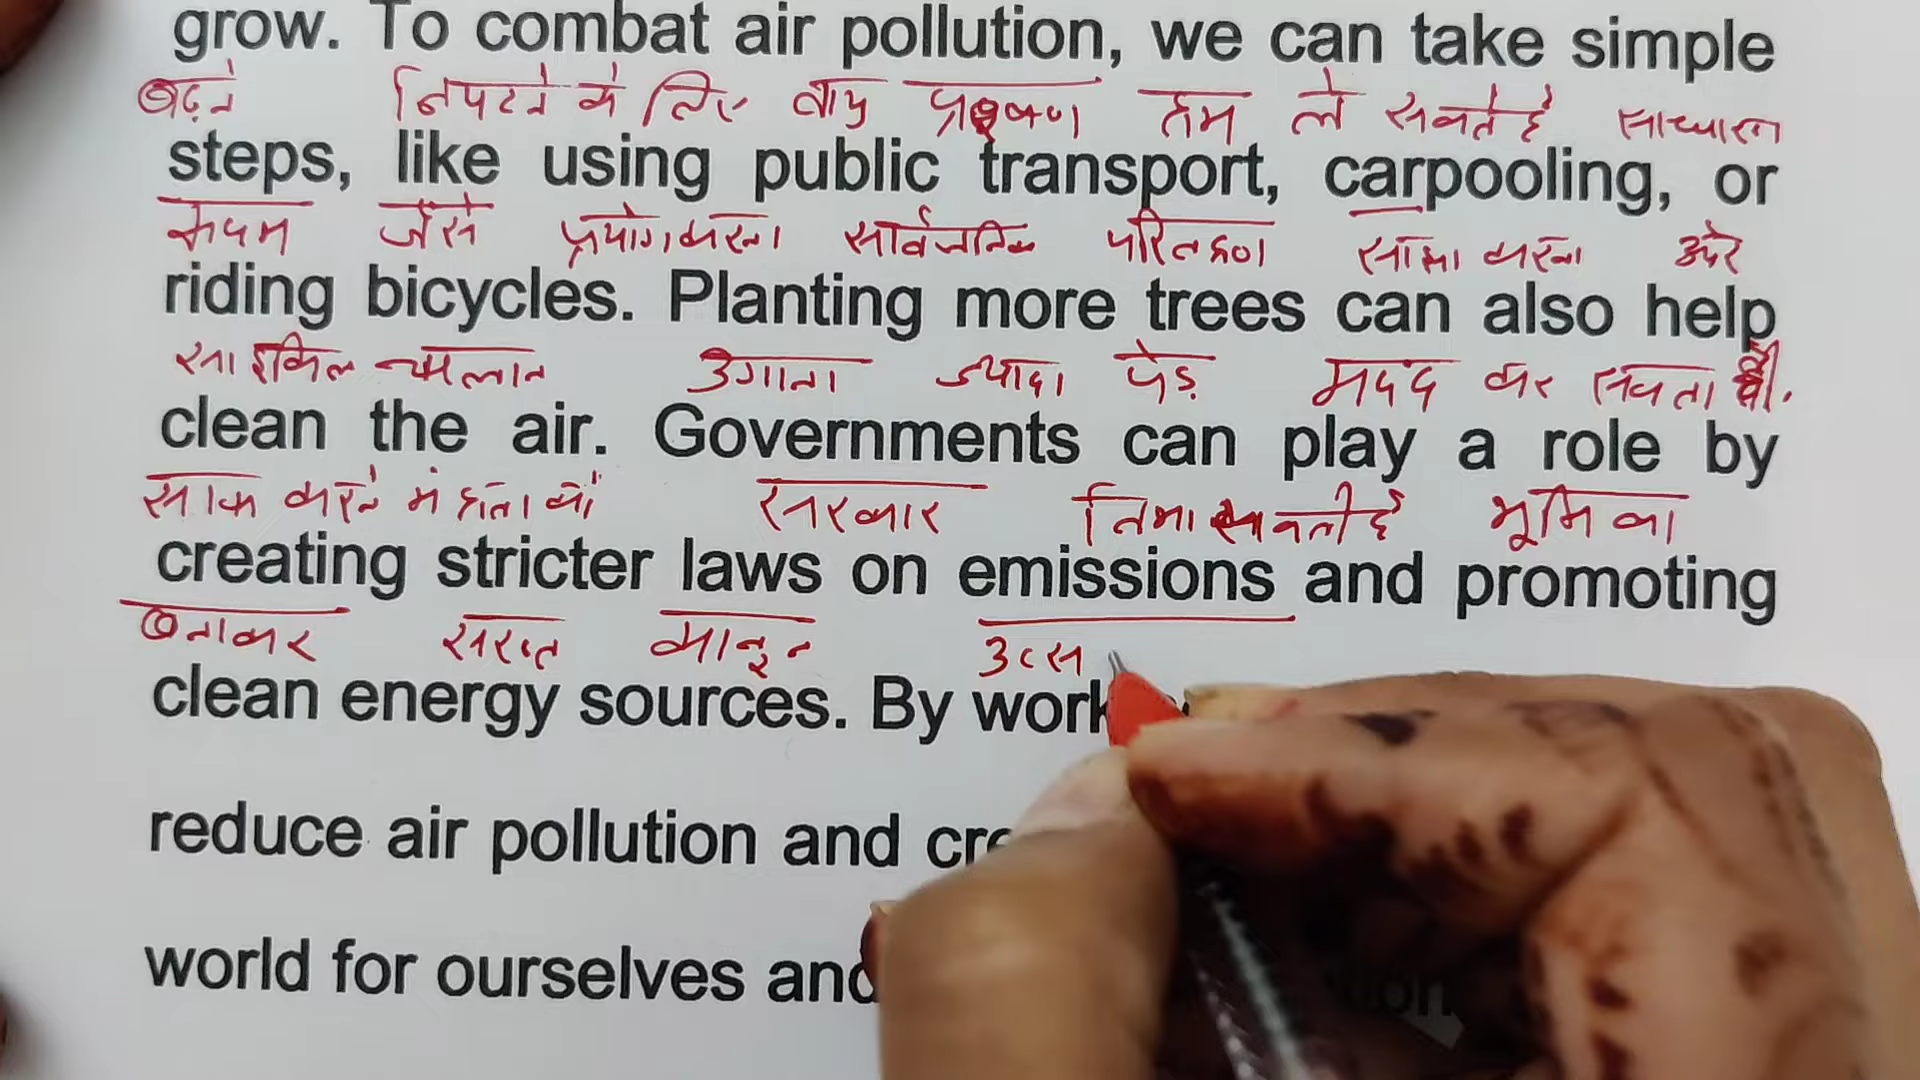 grow. To combat air pollution, we can take simple
बढ़ने निपटने के लिए वायु प्रदूषण हम ले सकते है साधारण
steps, like using public transport, carpooling, or
कदम जैसे प्रयोग करना सार्वजनिक परिवहण साझा करना और
riding bicycles. Planting more trees can also help
साइकिल चलाने उगाना ज्यादा पेड़ मदद कर सकता
clean the air. Governments can play a role by
साफ करने में हवा को सरकार निभा सकती है भूमिका
creating stricter laws on emissions and promoting
बनाकर सख्त कानून उत्स
clean energy sources. By work
reduce air pollution and cre
world for ourselves and